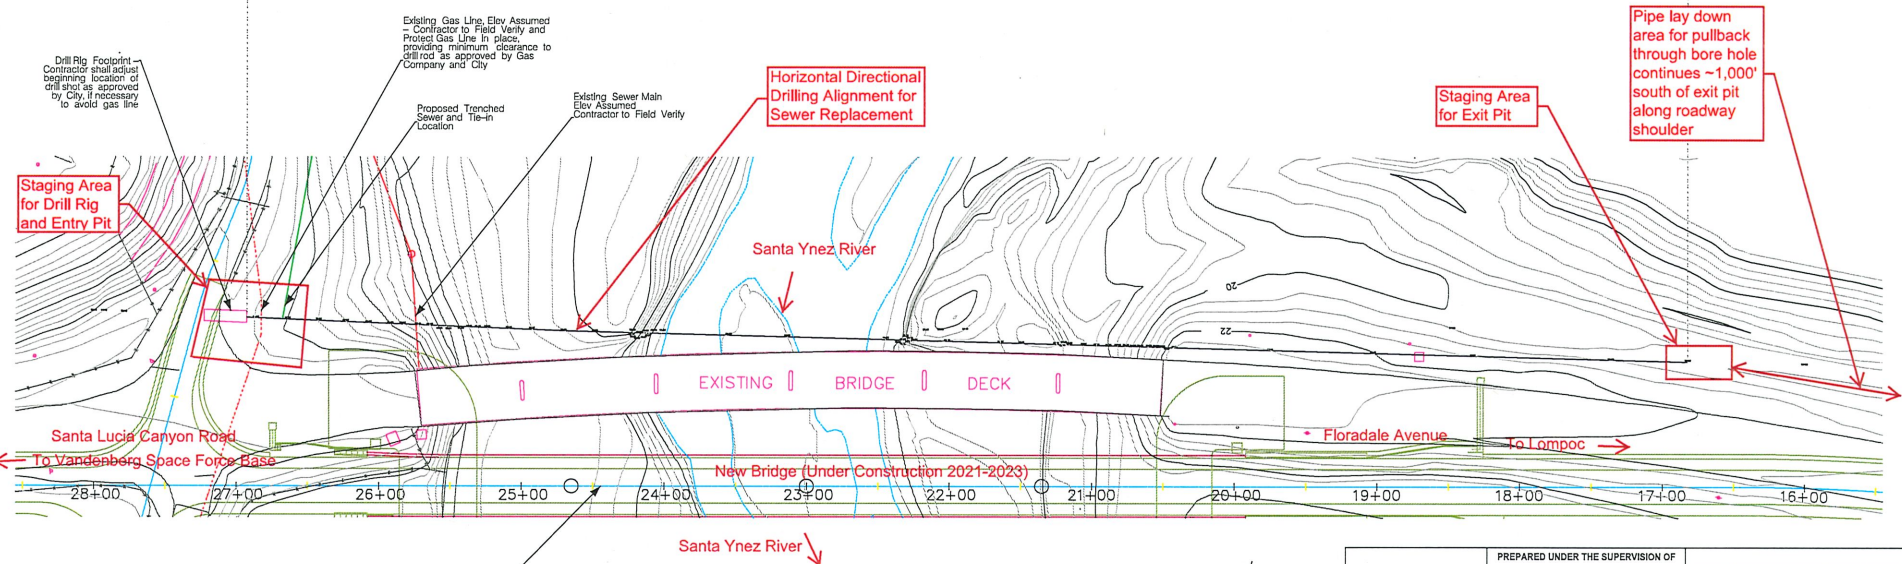 Existing Gas Line, Elev Assumed
– Contractor to Field Verify and
Protect Gas Line in place,
providing minimum clearance to
drill rod as approved by Gas
Company and City
Drill Rig Footprint –
Contractor shall adjust
beginning location of
drill shot as approved
by City, if necessary
to avoid gas line
Proposed Trenched
Sewer and Tie–in
Location
Existing Sewer Main
Elev Assumed
Contractor to Field Verify
Horizontal Directional
Drilling Alignment for
Sewer Replacement
Staging Area
for Exit Pit
Pipe lay down
area for pullback
through bore hole
continues ~1,000'
south of exit pit
along roadway
shoulder
Staging Area
for Drill Rig
and Entry Pit
Santa Ynez River
20
22
EXISTING BRIDGE DECK
Santa Lucia Canyon Road
To Vandenberg Space Force Base
Floradale Avenue
To Lompoc
New Bridge (Under Construction 2021-2023)
28+00 27+00 26+00 25+00 24+00 23+00 22+00 21+00 20+00 19+00 18+00 17+00 16+00
Santa Ynez River
PREPARED UNDER THE SUPERVISION OF